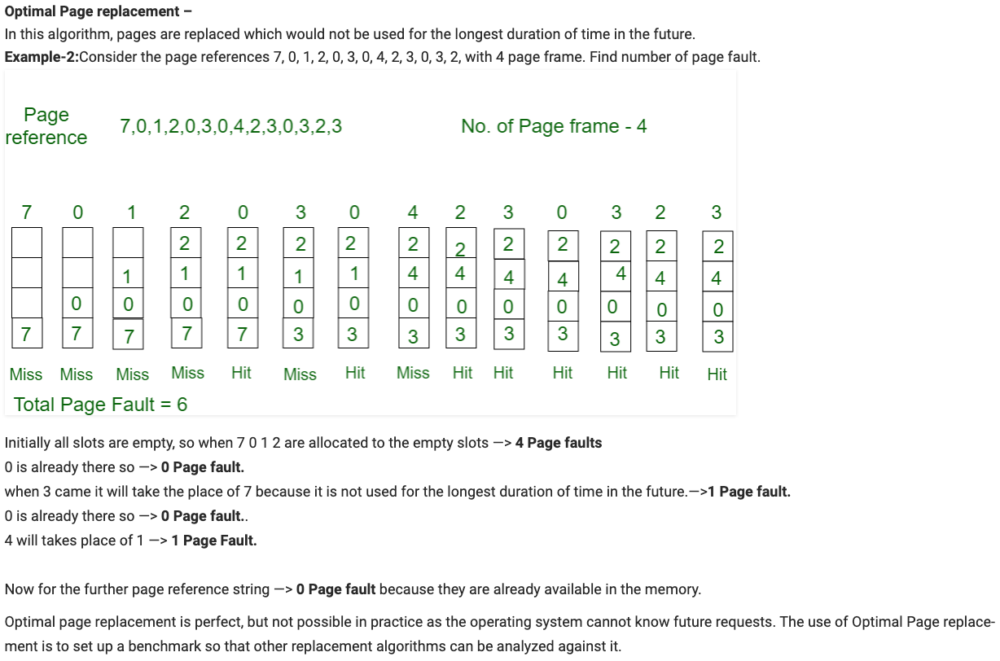 Optimal Page replacement –
In this algorithm, pages are replaced which would not be used for the longest duration of time in the future.
Example-2:Consider the page references 7, 0, 1, 2, 0, 3, 0, 4, 2, 3, 0, 3, 2, with 4 page frame. Find number of page fault.
Page
reference
7,0,1,2,0,3,0,4,2,3,0,3,2,3
No. of Page frame - 4
7 0 1 2 0 3 0 4 2 3 0 3 2 3
2 2 2 2 2 2 2 2 2 2 2
1 1 1 1 1 4 4 4 4 4 4 4
0 0 0 0 0 0 0 0 0 0 0 0 0
7 7 7 7 7 3 3 3 3 3 3 3 3 3
Miss Miss Miss Miss Hit Miss Hit Miss Hit Hit Hit Hit Hit Hit
Total Page Fault = 6
Initially all slots are empty, so when 7 0 1 2 are allocated to the empty slots —> 4 Page faults
0 is already there so —> 0 Page fault.
when 3 came it will take the place of 7 because it is not used for the longest duration of time in the future.—>1 Page fault.
0 is already there so —> 0 Page fault..
4 will takes place of 1 —> 1 Page Fault.
Now for the further page reference string —> 0 Page fault because they are already available in the memory.
Optimal page replacement is perfect, but not possible in practice as the operating system cannot know future requests. The use of Optimal Page replace-
ment is to set up a benchmark so that other replacement algorithms can be analyzed against it.